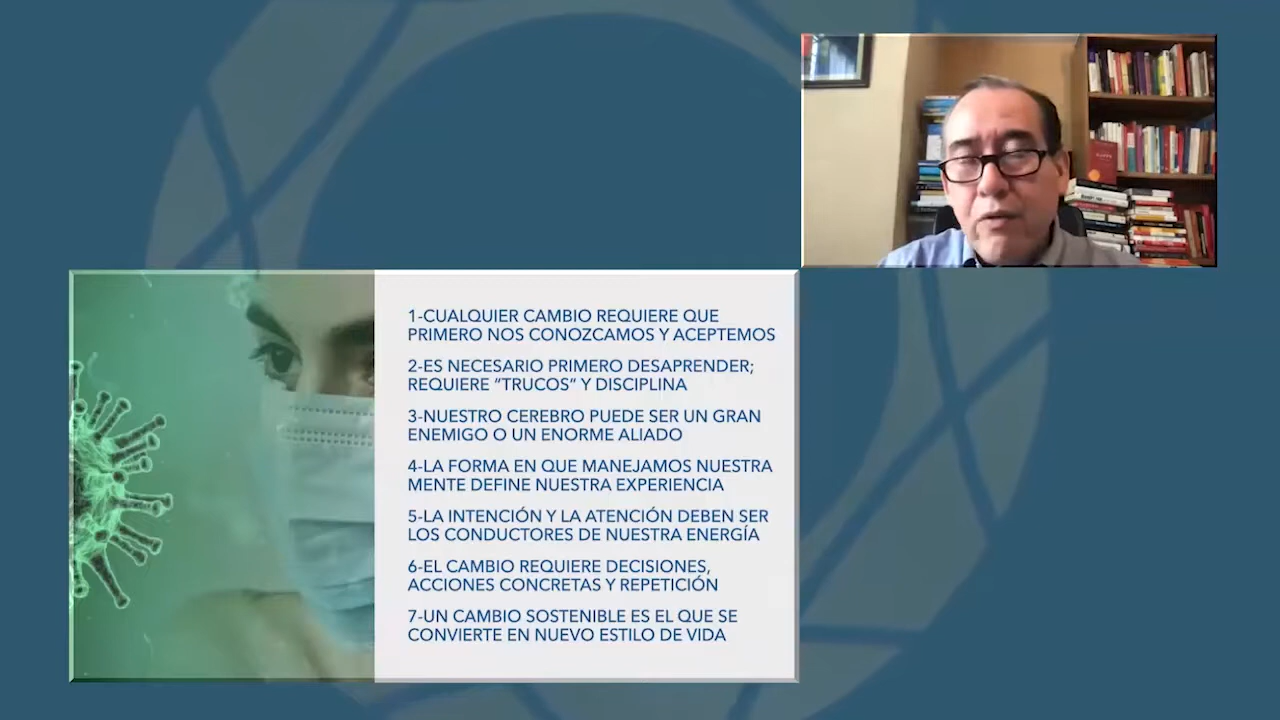 1-CUALQUIER CAMBIO REQUIERE QUE
PRIMERO NOS CONOZCAMOS Y ACEPTEMOS
2-ES NECESARIO PRIMERO DESAPRENDER;
REQUIERE “TRUCOS” Y DISCIPLINA
3-NUESTRO CEREBRO PUEDE SER UN GRAN
ENEMIGO O UN ENORME ALIADO
4-LA FORMA EN QUE MANEJAMOS NUESTRA
MENTE DEFINE NUESTRA EXPERIENCIA
5-LA INTENCIÓN Y LA ATENCIÓN DEBEN SER
LOS CONDUCTORES DE NUESTRA ENERGÍA
6-EL CAMBIO REQUIERE DECISIONES,
ACCIONES CONCRETAS Y REPETICIÓN
7-UN CAMBIO SOSTENIBLE ES EL QUE SE
CONVIERTE EN NUEVO ESTILO DE VIDA